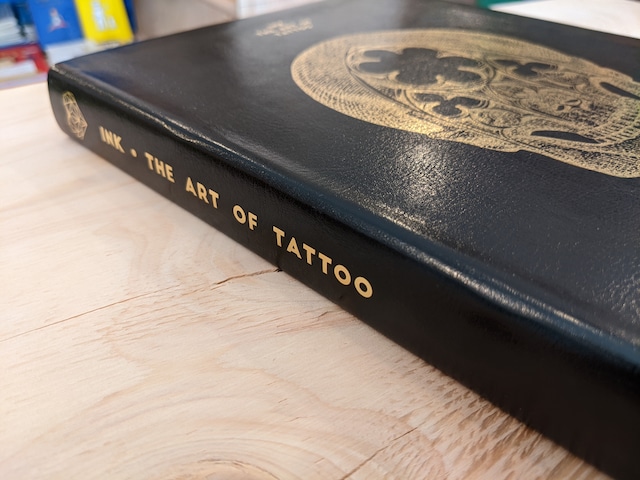 INK • THE ART OF TATTOO